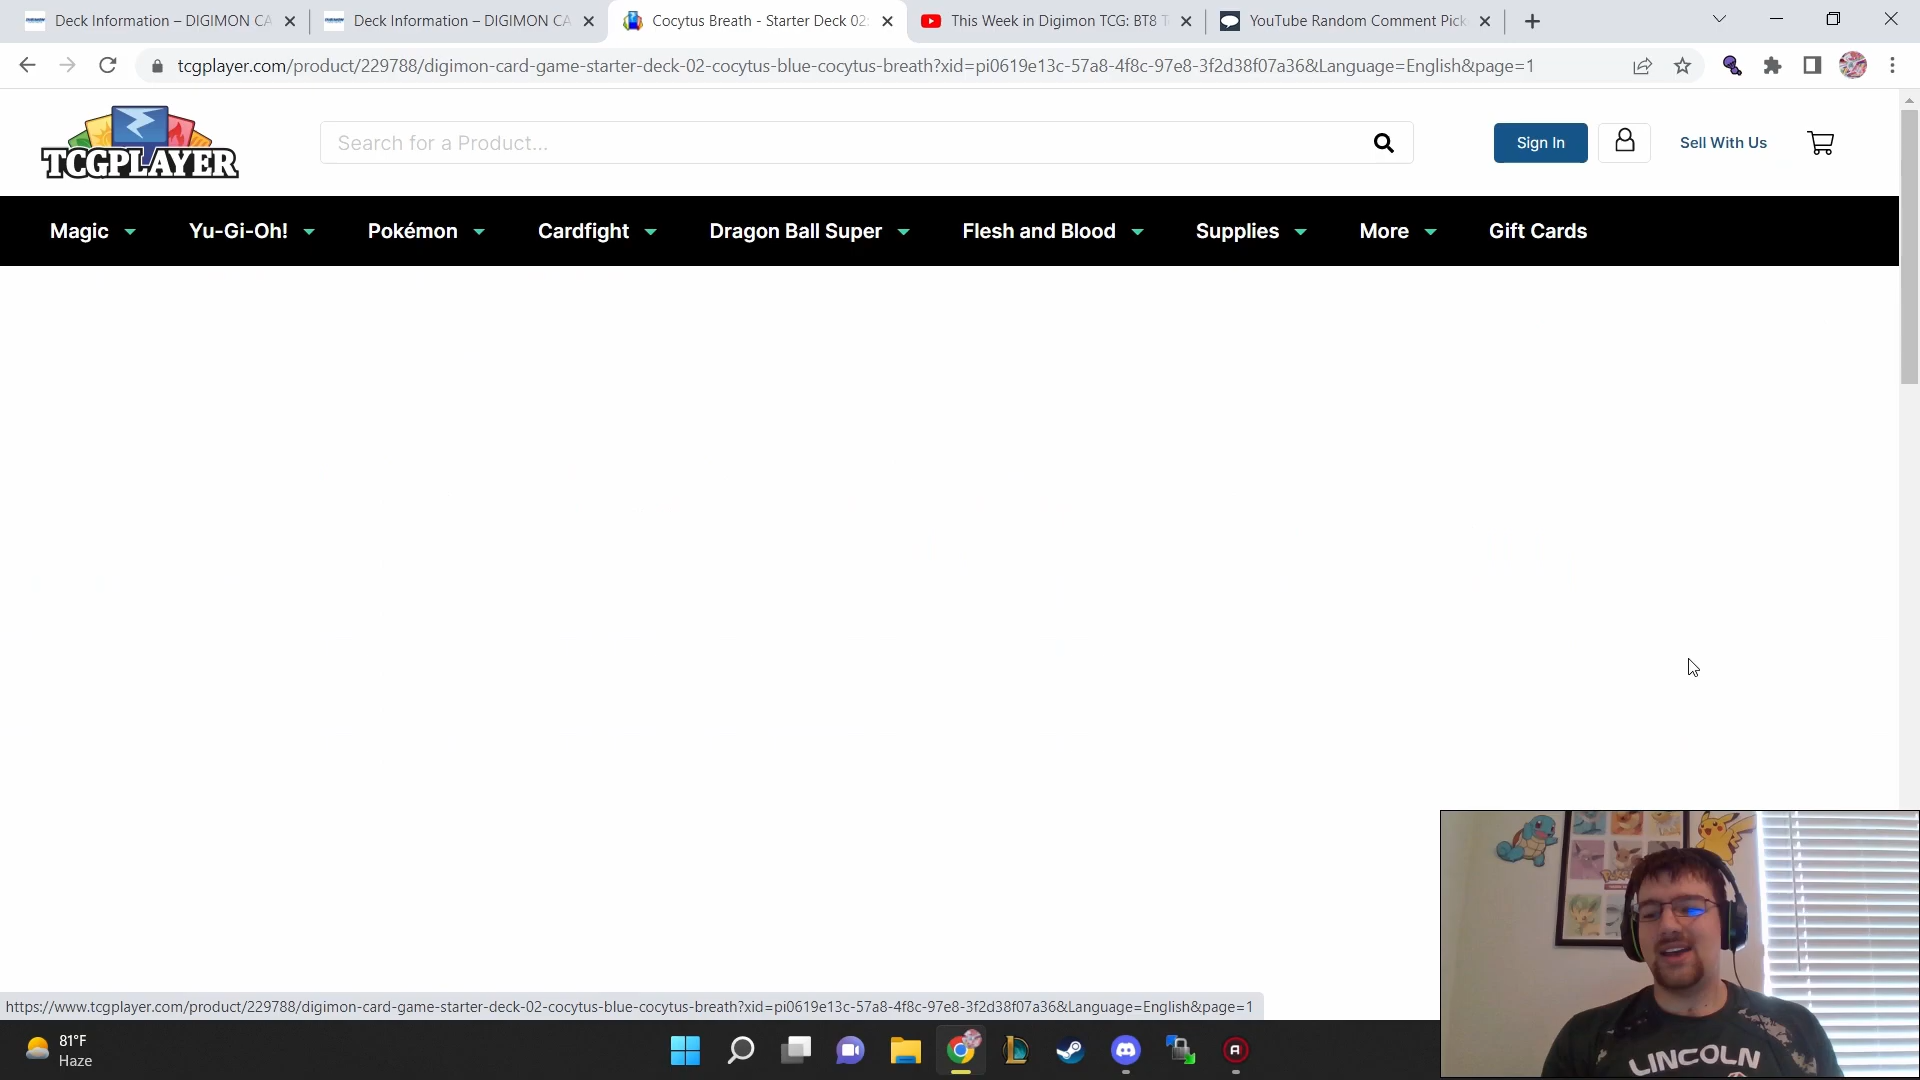 Deck Information – DIGIMON CA
Deck Information – DIGIMON CA
Cocytus Breath - Starter Deck 02:
This Week in Digimon TCG: BT8 T
YouTube Random Comment Pick
tcgplayer.com/product/229788/digimon-card-game-starter-deck-02-cocytus-blue-cocytus-breath?xid=pi0619e13c-57a8-4f8c-97e8-3f2d38f07a36&Language=English&page=1
TCGPLAYER
Search for a Product...
Sign In
Sell With Us
Magic
Yu-Gi-Oh!
Pokémon
Cardfight
Dragon Ball Super
Flesh and Blood
Supplies
More
Gift Cards
https://www.tcgplayer.com/product/229788/digimon-card-game-starter-deck-02-cocytus-blue-cocytus-breath?xid=pi0619e13c-57a8-4f8c-97e8-3f2d38f07a36&Language=English&page=1
81°F
Haze
LINCOLN